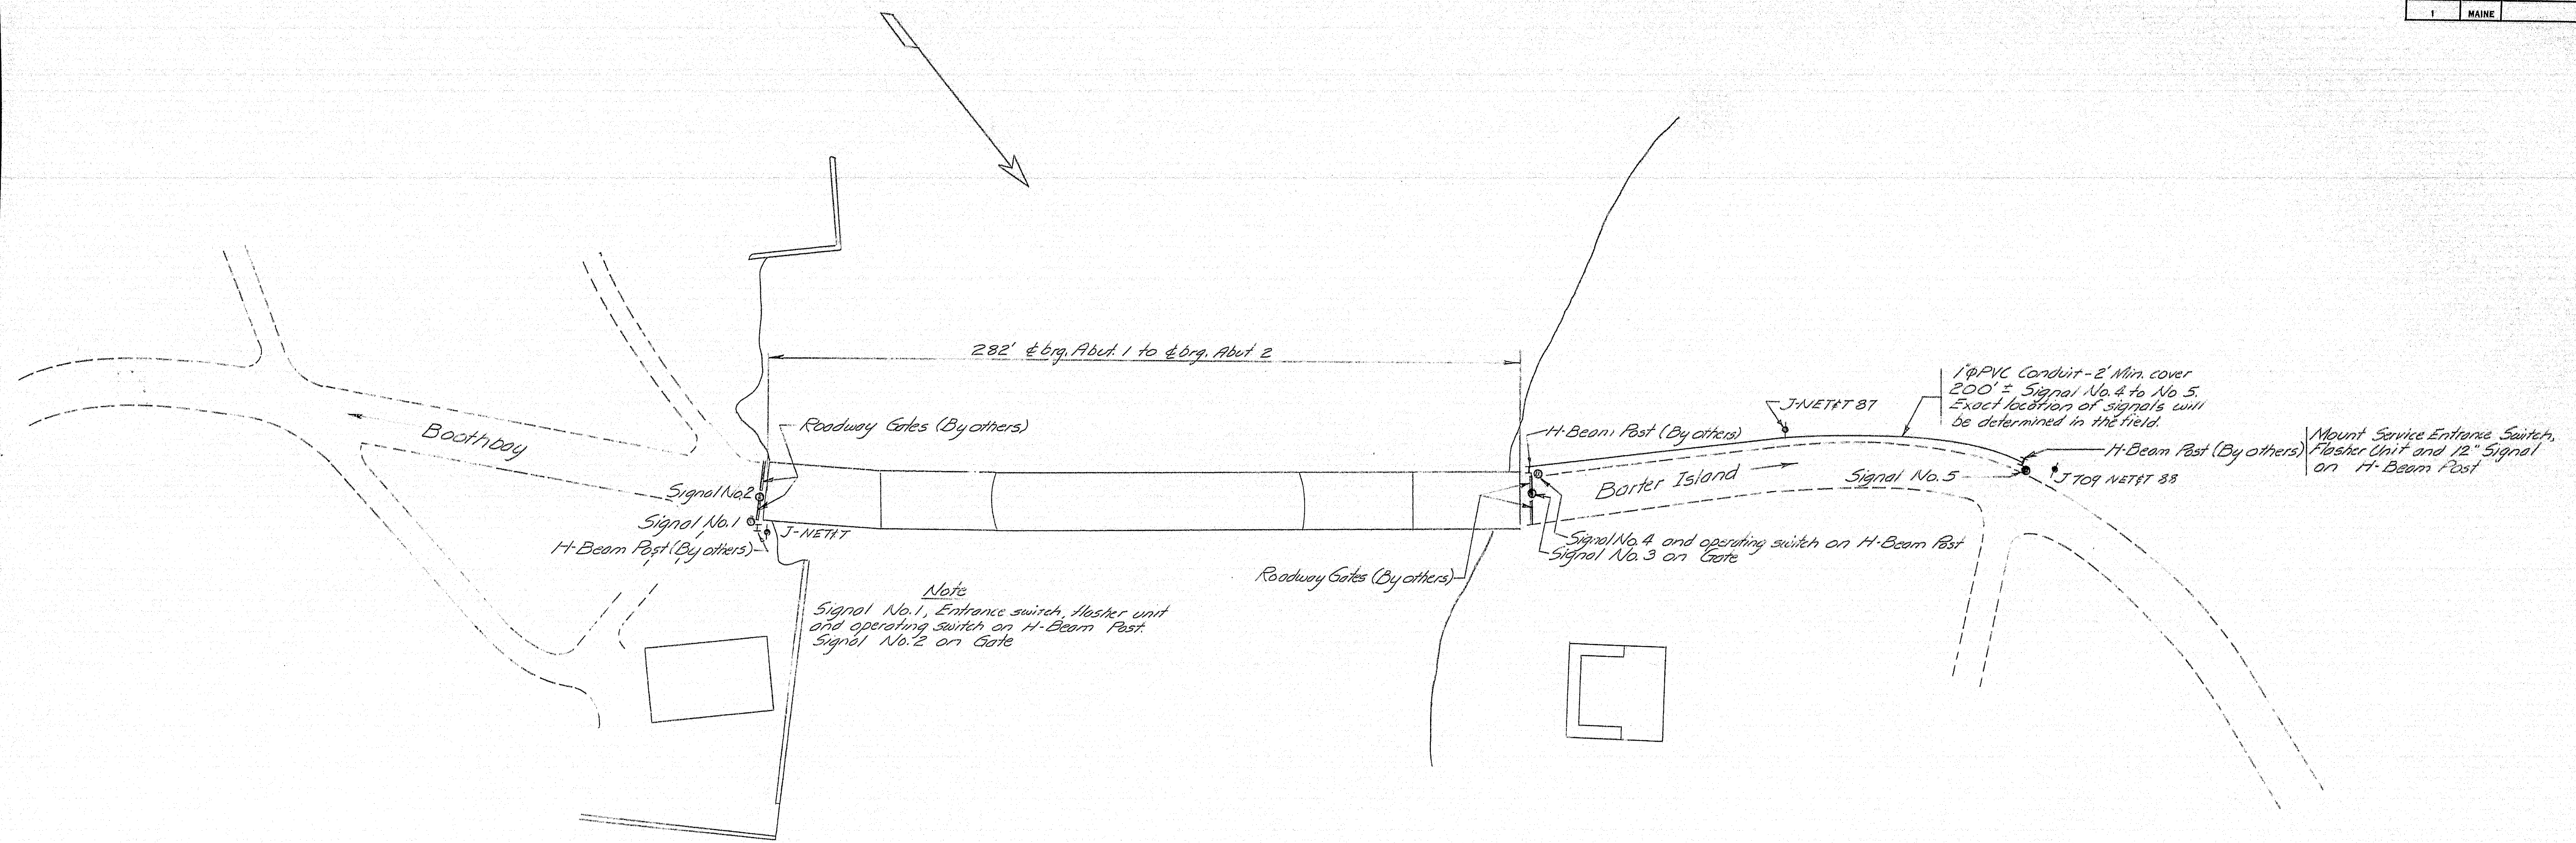 1 MAINE
282' ℄ brg. Abut. 1 to ℄ brg. Abut 2
Boothbay
Roadway Gates (By others)
Signal No.2
Signal No.1
H-Beam Post (By others)
J-NET&T
Note
Signal No.1, Entrance switch, flasher unit
and operating switch on H-Beam Post.
Signal No.2 on Gate
H-Beam Post (By others)
J-NET&T 87
1"φ PVC Conduit - 2' Min. cover
200' ± Signal No. 4 to No 5.
Exact location of signals will
be determined in the field.
Barter Island
Signal No. 5
H-Beam Post (By others)
Mount Service Entrance Switch,
Flasher Unit and 12" Signal
on H-Beam Post
J 709 NET&T 88
Signal No. 4 and operating switch on H-Beam Post
Signal No. 3 on Gate
Roadway Gates (By others)